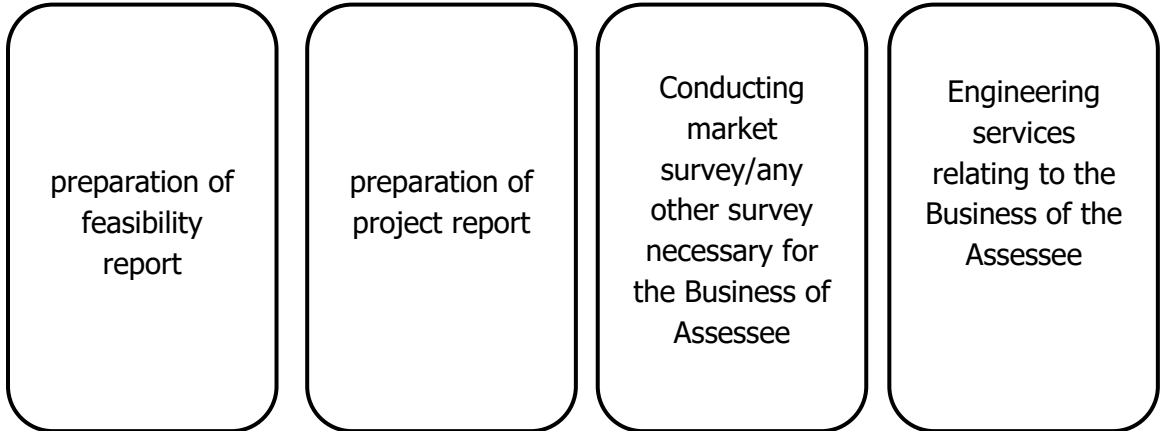 preparation of
feasibility
report
preparation of
project report
Conducting
market
survey/any
other survey
necessary for
the Business of
Assessee
Engineering
services
relating to the
Business of the
Assessee